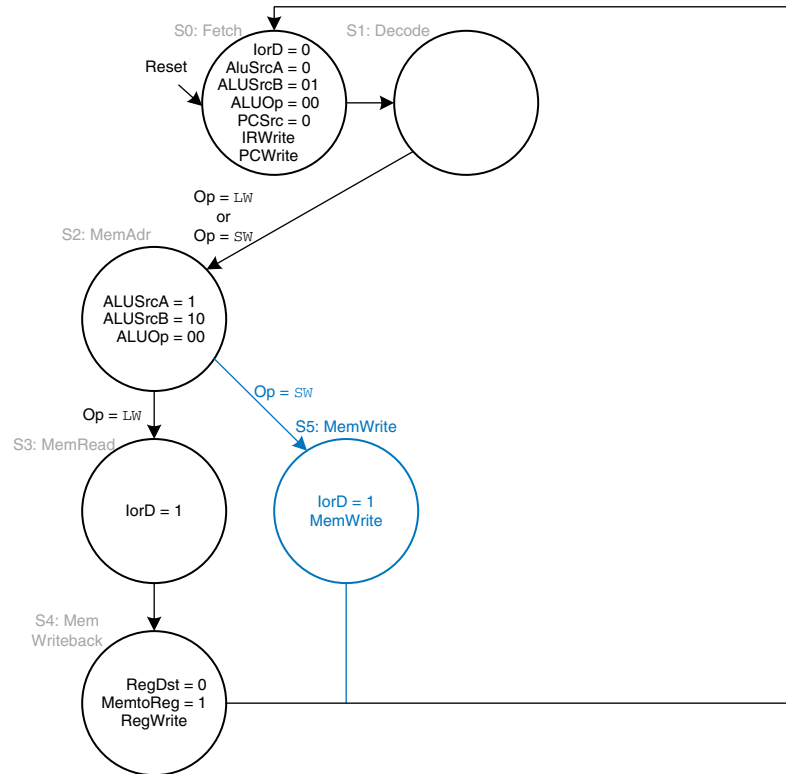 S0: Fetch
S1: Decode
Reset
IorD = 0
AluSrcA = 0
ALUSrcB = 01
ALUOp = 00
PCSrc = 0
IRWrite
PCWrite
Op = LW
or
Op = SW
S2: MemAdr
ALUSrcA = 1
ALUSrcB = 10
ALUOp = 00
Op = SW
Op = LW
S5: MemWrite
S3: MemRead
IorD = 1
IorD = 1
MemWrite
S4: Mem
Writeback
RegDst = 0
MemtoReg = 1
RegWrite